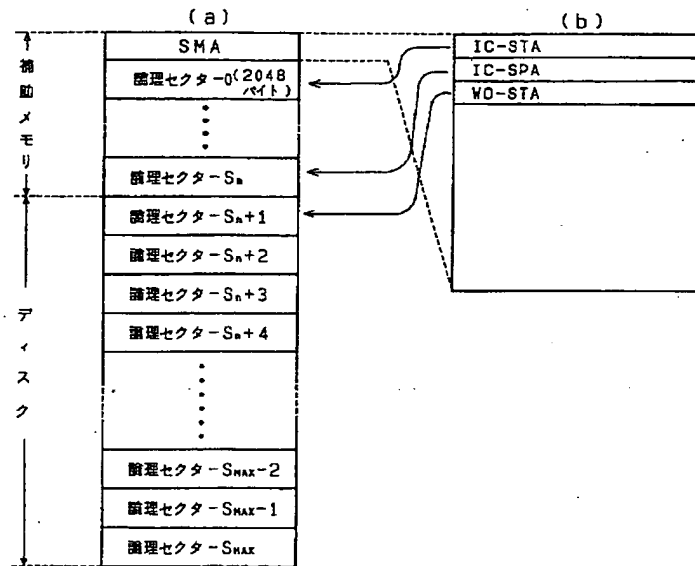 (a)
(b)
補助メモリ
ディスク
SMA
論理セクター0(2048
バイト)
論理セクター-Sn
論理セクター-Sn+1
論理セクター-Sn+2
論理セクター-Sn+3
論理セクター-Sn+4
論理セクター-SMAX-2
論理セクター-SMAX-1
論理セクター-SMAX
IC-STA
IC-SPA
WO-STA